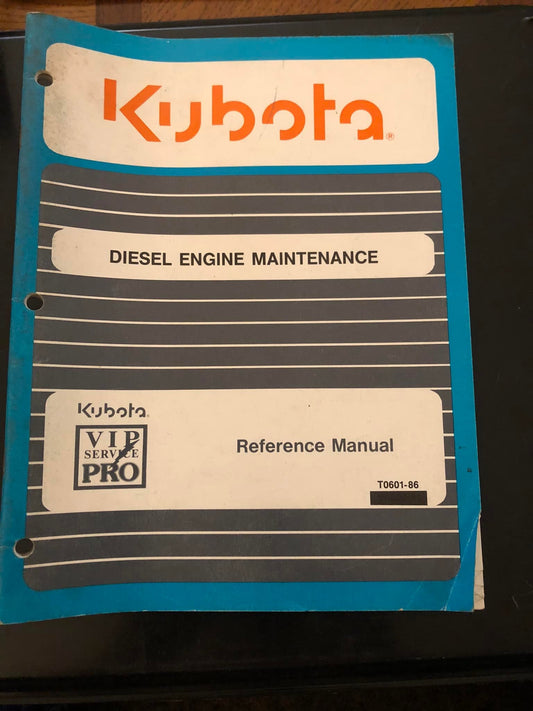 Kubota®
DIESEL ENGINE MAINTENANCE
Kubota®
VIP
SERVICE
PRO
Reference Manual
T0601-86